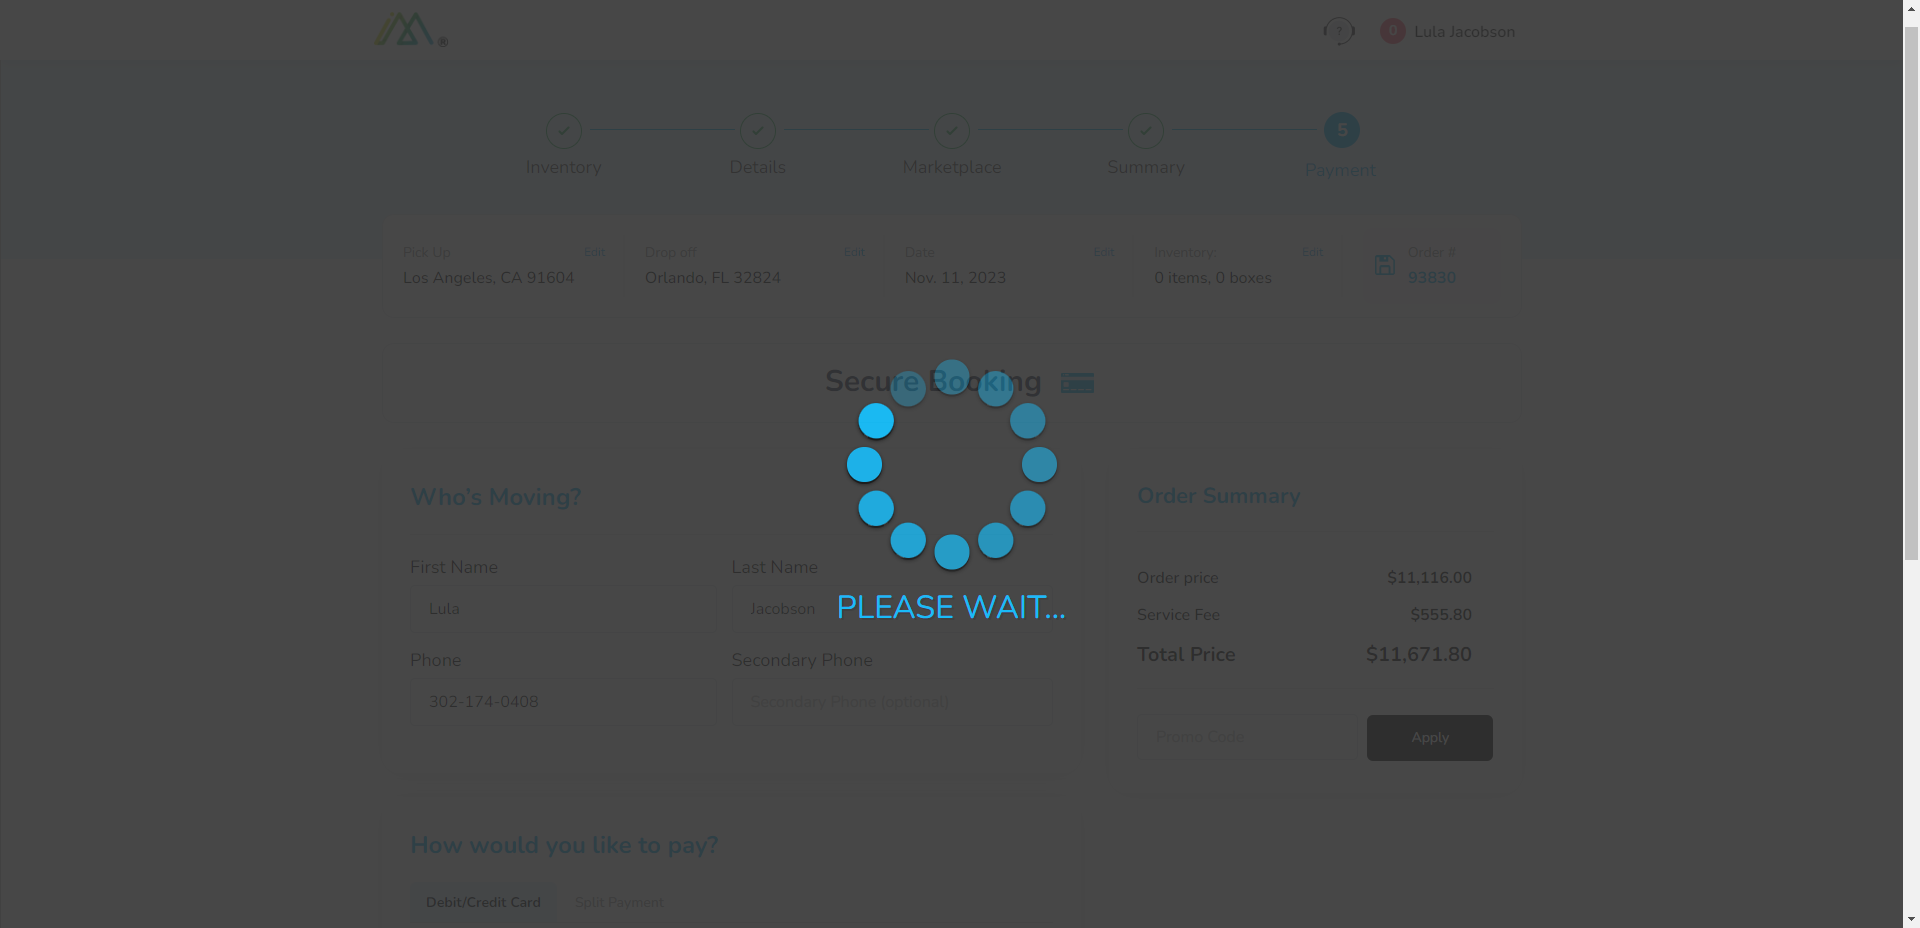 ®
?
0 Lula Jacobson
5
Inventory Details Marketplace Summary Payment
Pick Up Edit Drop off Edit Date Edit Inventory: Edit Order #
Los Angeles, CA 91604 Orlando, FL 32824 Nov. 11, 2023 0 items, 0 boxes 93830
Secure Booking
Who's Moving?
First Name Last Name
Lula Jacobson
Phone Secondary Phone
302-174-0408 Secondary Phone (optional)
PLEASE WAIT...
Order Summary
Order price $11,116.00
Service Fee $555.80
Total Price $11,671.80
Promo Code Apply
How would you like to pay?
Debit/Credit Card Split Payment